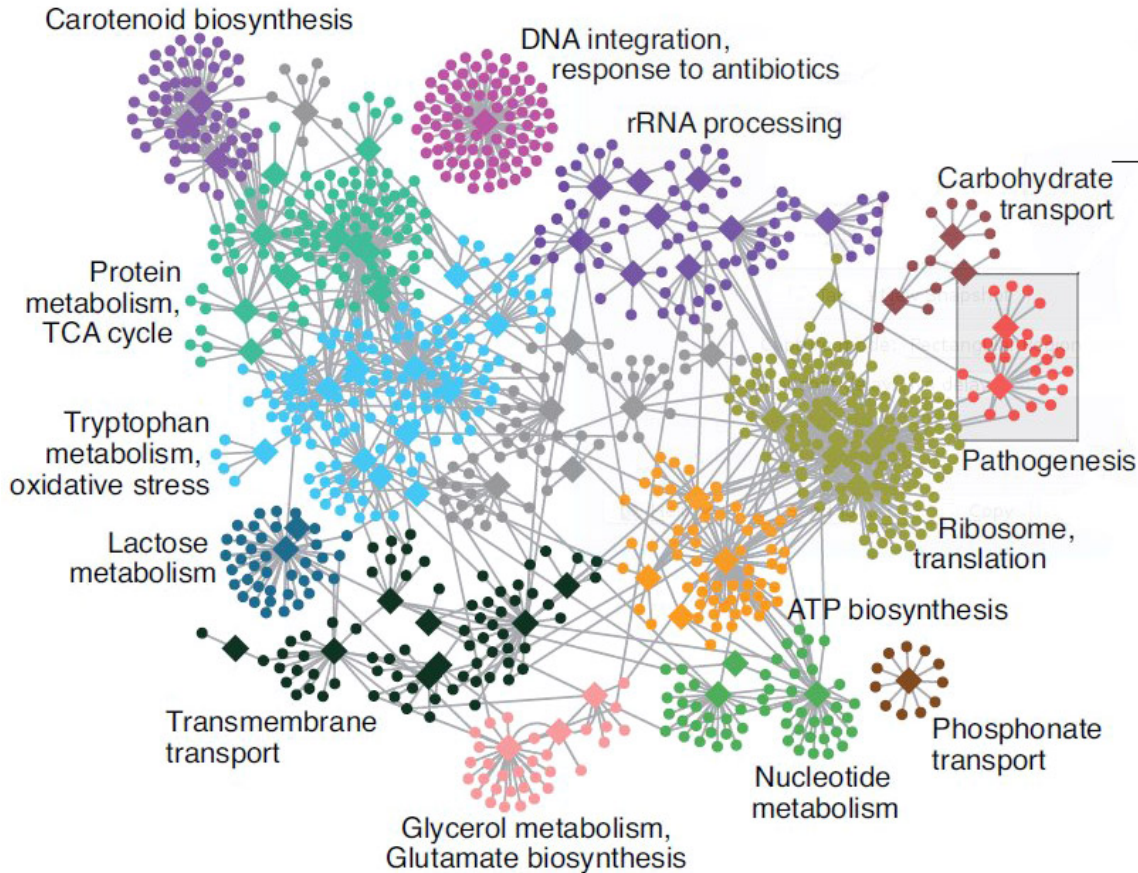 Carotenoid biosynthesis
DNA integration,
response to antibiotics
rRNA processing
Carbohydrate
transport
Protein
metabolism,
TCA cycle
Tryptophan
metabolism,
oxidative stress
Pathogenesis
Lactose
metabolism
Ribosome,
translation
Copy
ATP biosynthesis
Transmembrane
transport
Phosphonate
transport
Nucleotide
metabolism
Glycerol metabolism,
Glutamate biosynthesis